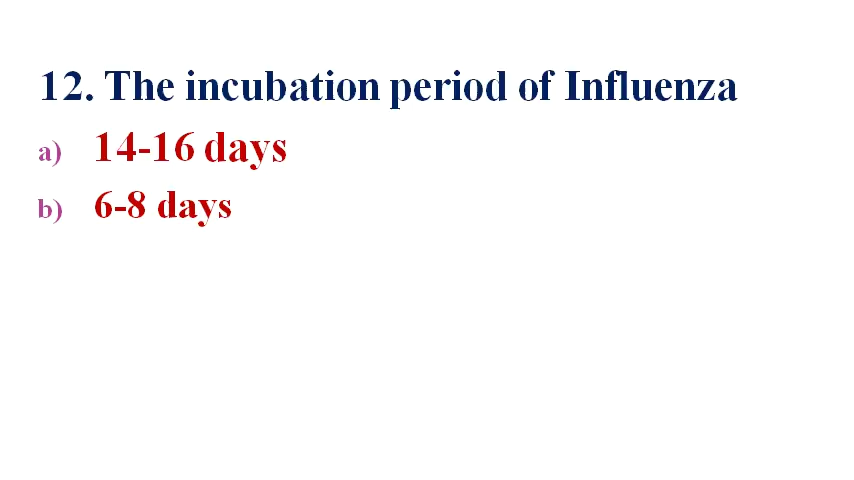 12. The incubation period of Influenza
a) 14-16 days
b) 6-8 days